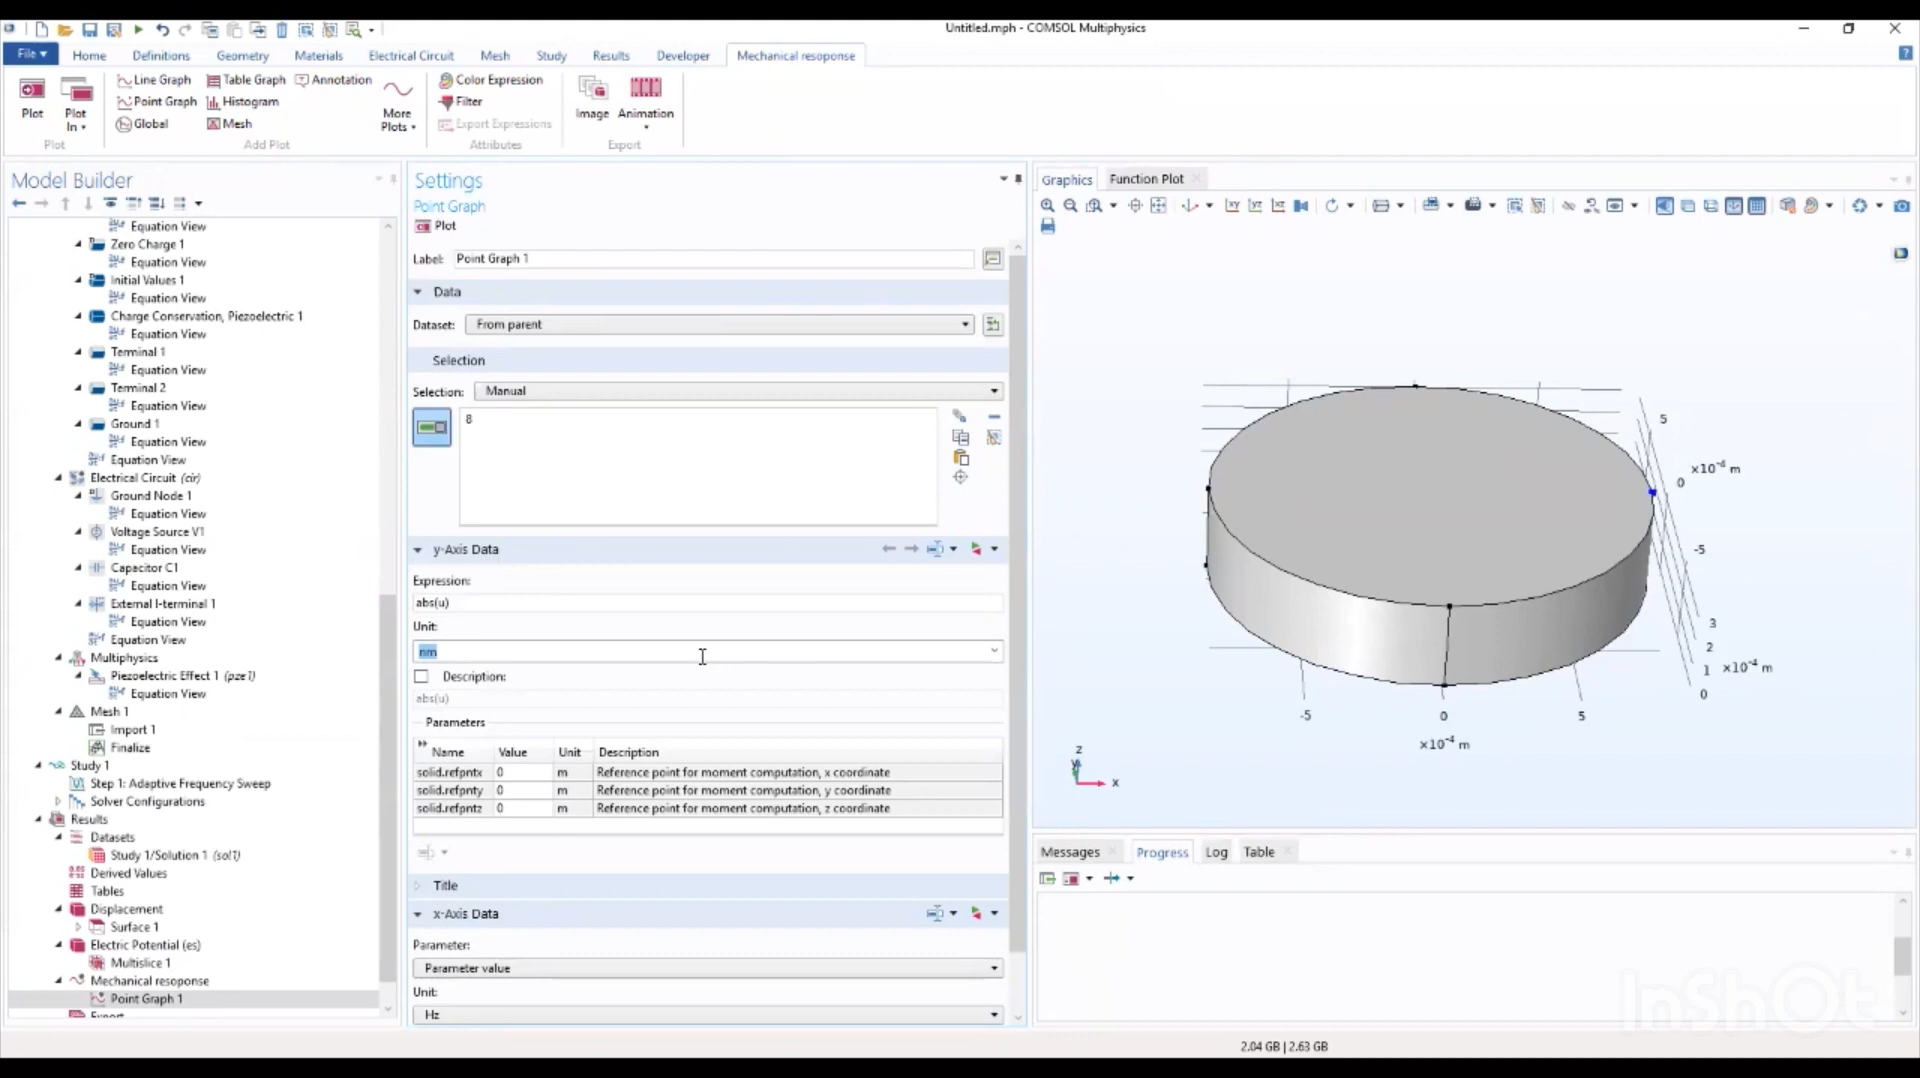 Untitled.mph - COMSOL Multiphysics
File Home Definitions Geometry Materials Electrical Circuit Mesh Study Results Developer Mechanical resoponse
Plot
Plot In
Line Graph Table Graph Annotation
Point Graph Histogram
Global Mesh
More Plots
Color Expression
Filter
Export Expressions
Image Animation
Plot Add Plot Attributes Export
Model Builder
Equation View
Zero Charge 1
Equation View
Initial Values 1
Equation View
Charge Conservation, Piezoelectric 1
Equation View
Terminal 1
Equation View
Terminal 2
Equation View
Ground 1
Equation View
Equation View
Electrical Circuit (cir)
Ground Node 1
Equation View
Voltage Source V1
Equation View
Capacitor C1
Equation View
External I-terminal 1
Equation View
Equation View
Multiphysics
Piezoelectric Effect 1 (pze1)
Equation View
Mesh 1
Import 1
Finalize
Study 1
Step 1: Adaptive Frequency Sweep
Solver Configurations
Results
Datasets
Study 1/Solution 1 (sol1)
Derived Values
Tables
Displacement
Surface 1
Electric Potential (es)
Multislice 1
Mechanical resoponse
Point Graph 1
Export
Settings
Point Graph
Plot
Label: Point Graph 1
Data
Dataset: From parent
Selection
Selection: Manual
8
y-Axis Data
Expression:
abs(u)
Unit:
nm
Description:
abs(u)
Parameters
Name Value Unit Description
solid.refpntx 0 m Reference point for moment computation, x coordinate
solid.refpnty 0 m Reference point for moment computation, y coordinate
solid.refpntz 0 m Reference point for moment computation, z coordinate
Title
x-Axis Data
Parameter:
Parameter value
Unit:
Hz
Graphics Function Plot
5
×10⁻⁴ m
0
-5
3
2
1 ×10⁻⁴ m
0
-5 0 5
×10⁻⁴ m
z
y
x
Messages Progress Log Table
InShOt
2.04 GB | 2.63 GB